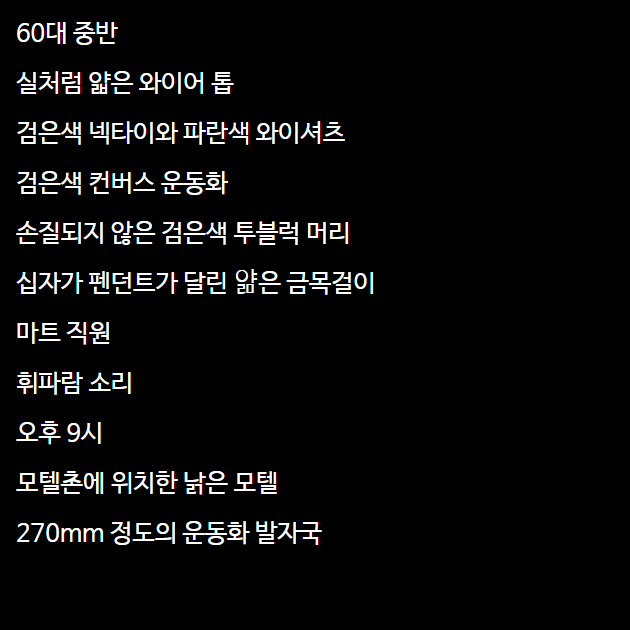 60대 중반
실처럼 얇은 와이어 톱
검은색 넥타이와 파란색 와이셔츠
검은색 컨버스 운동화
손질되지 않은 검은색 투블럭 머리
십자가 펜던트가 달린 얆은 금목걸이
마트 직원
휘파람 소리
오후 9시
모텔촌에 위치한 낡은 모텔
270mm 정도의 운동화 발자국